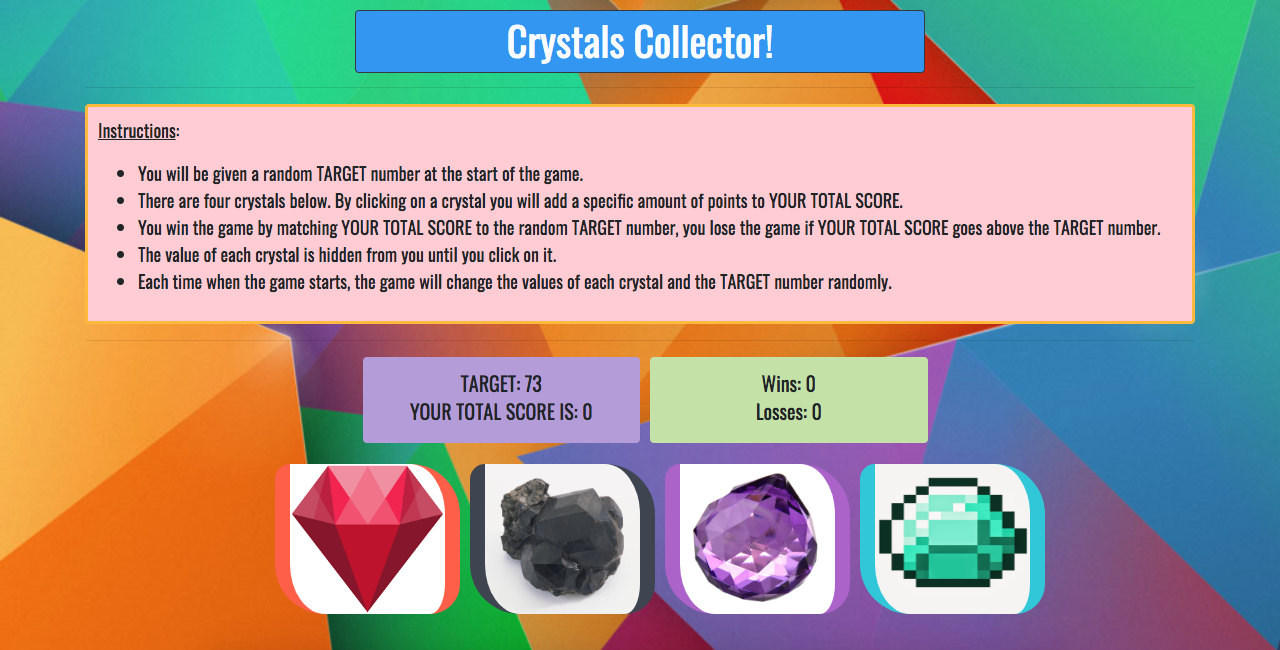 Crystals Collector!
Instructions:
You will be given a random TARGET number at the start of the game.
There are four crystals below. By clicking on a crystal you will add a specific amount of points to YOUR TOTAL SCORE.
You win the game by matching YOUR TOTAL SCORE to the random TARGET number, you lose the game if YOUR TOTAL SCORE goes above the TARGET number.
The value of each crystal is hidden from you until you click on it.
Each time when the game starts, the game will change the values of each crystal and the TARGET number randomly.
TARGET: 73
YOUR TOTAL SCORE IS: 0
Wins: 0
Losses: 0